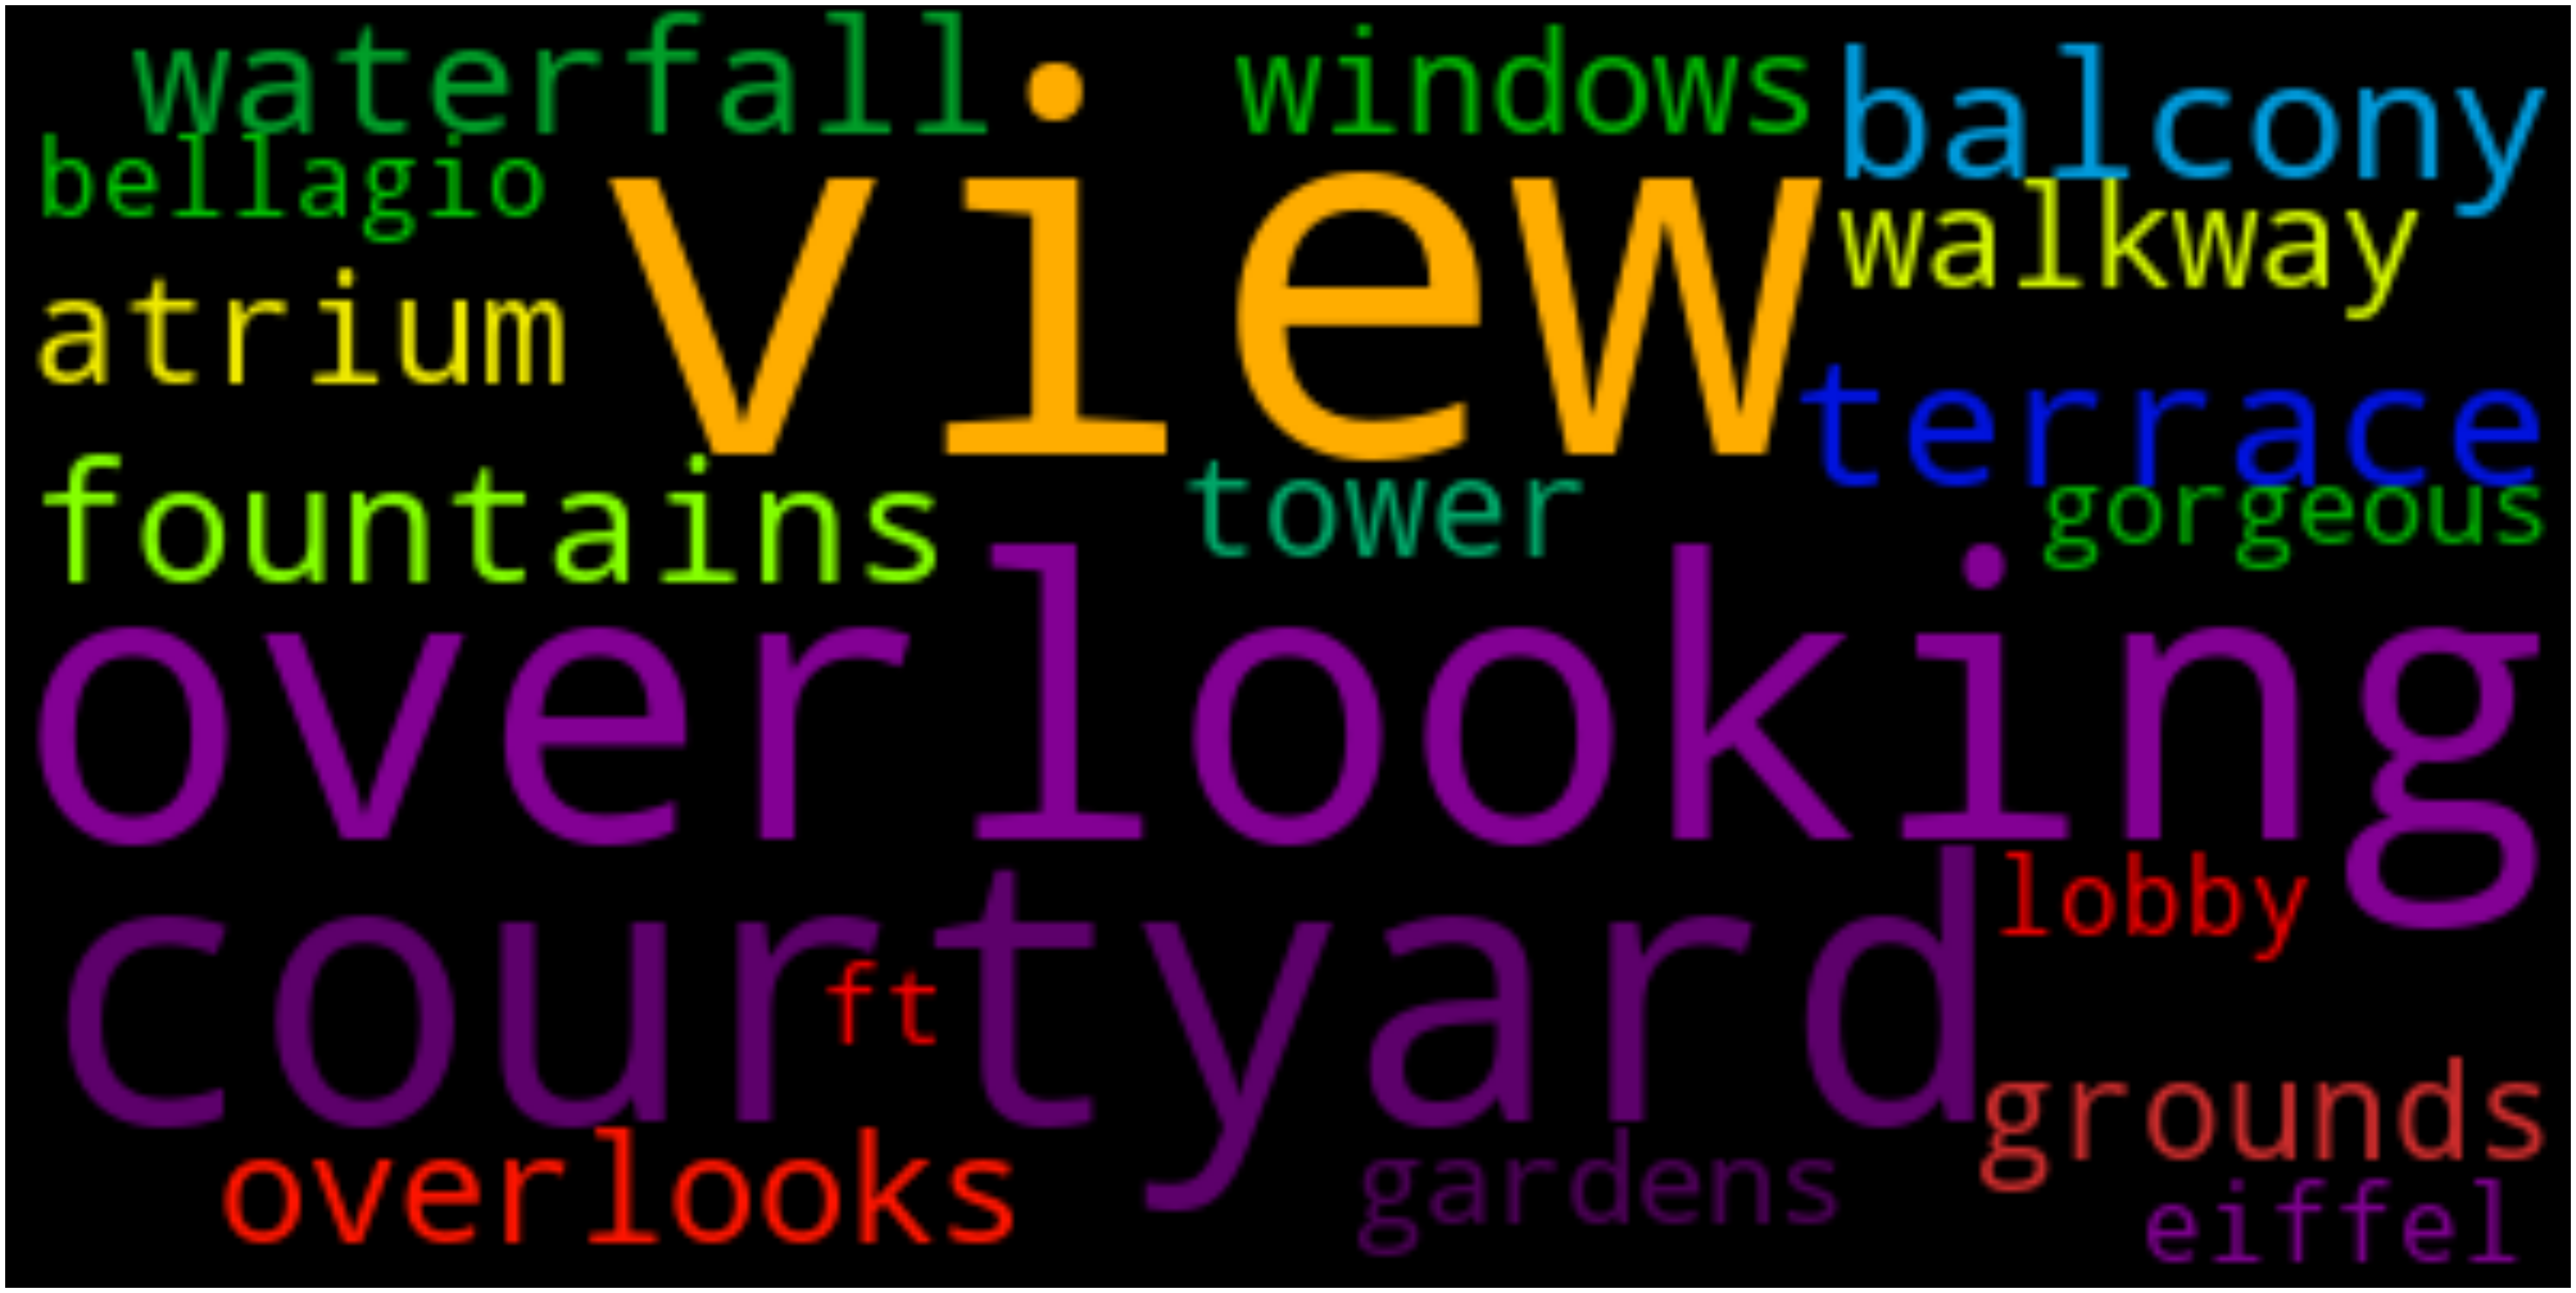 waterfall windows balcony
bellagio view walkway
atrium terrace
fountains tower gorgeous
overlooking
courtyard lobby
ft
grounds
overlooks gardens eiffel